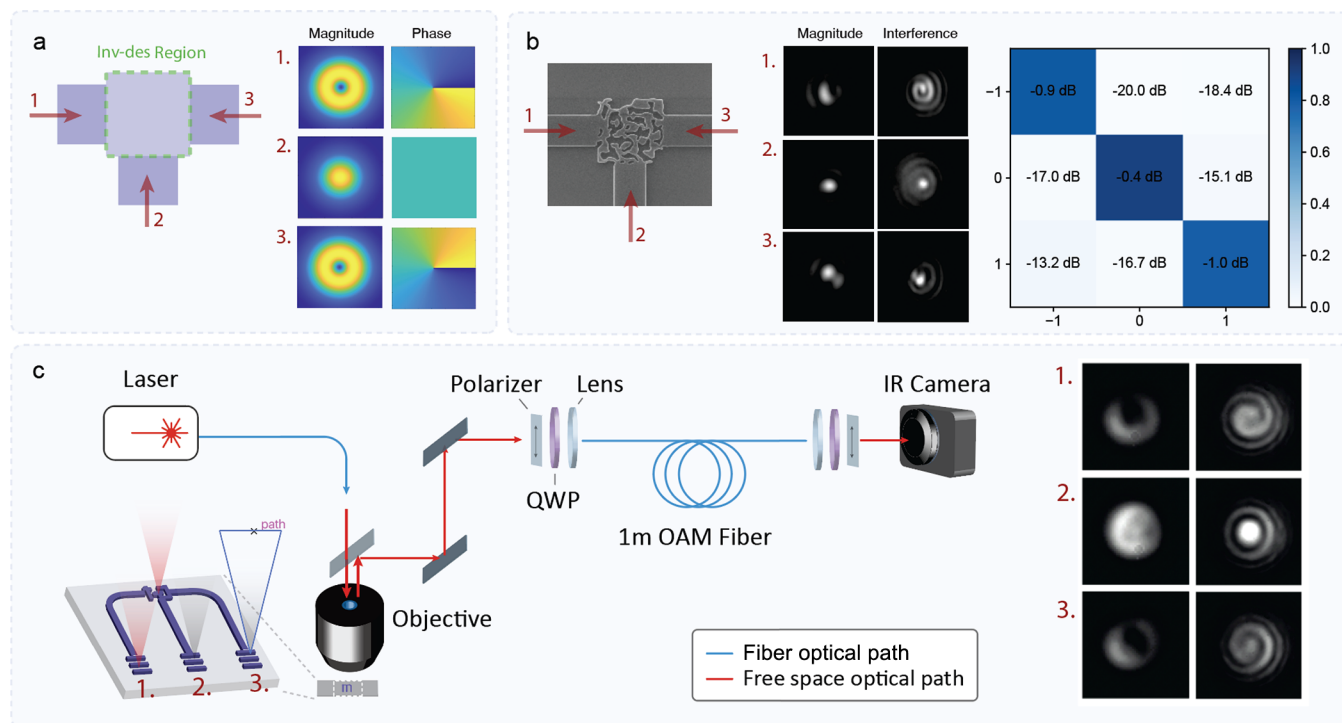 a
Inv-des Region
1
3
2
Magnitude Phase
1.
2.
3.
b
1
3
2
Magnitude Interference
1.
2.
3.
−1
0
1
-0.9 dB -20.0 dB -18.4 dB
-17.0 dB -0.4 dB -15.1 dB
-13.2 dB -16.7 dB -1.0 dB
−1 0 1
1.0
0.8
0.6
0.4
0.2
0.0
c
Laser
path
1. 2. 3.
m
Objective
Polarizer
Lens
QWP
1m OAM Fiber
IR Camera
Fiber optical path
Free space optical path
1.
2.
3.